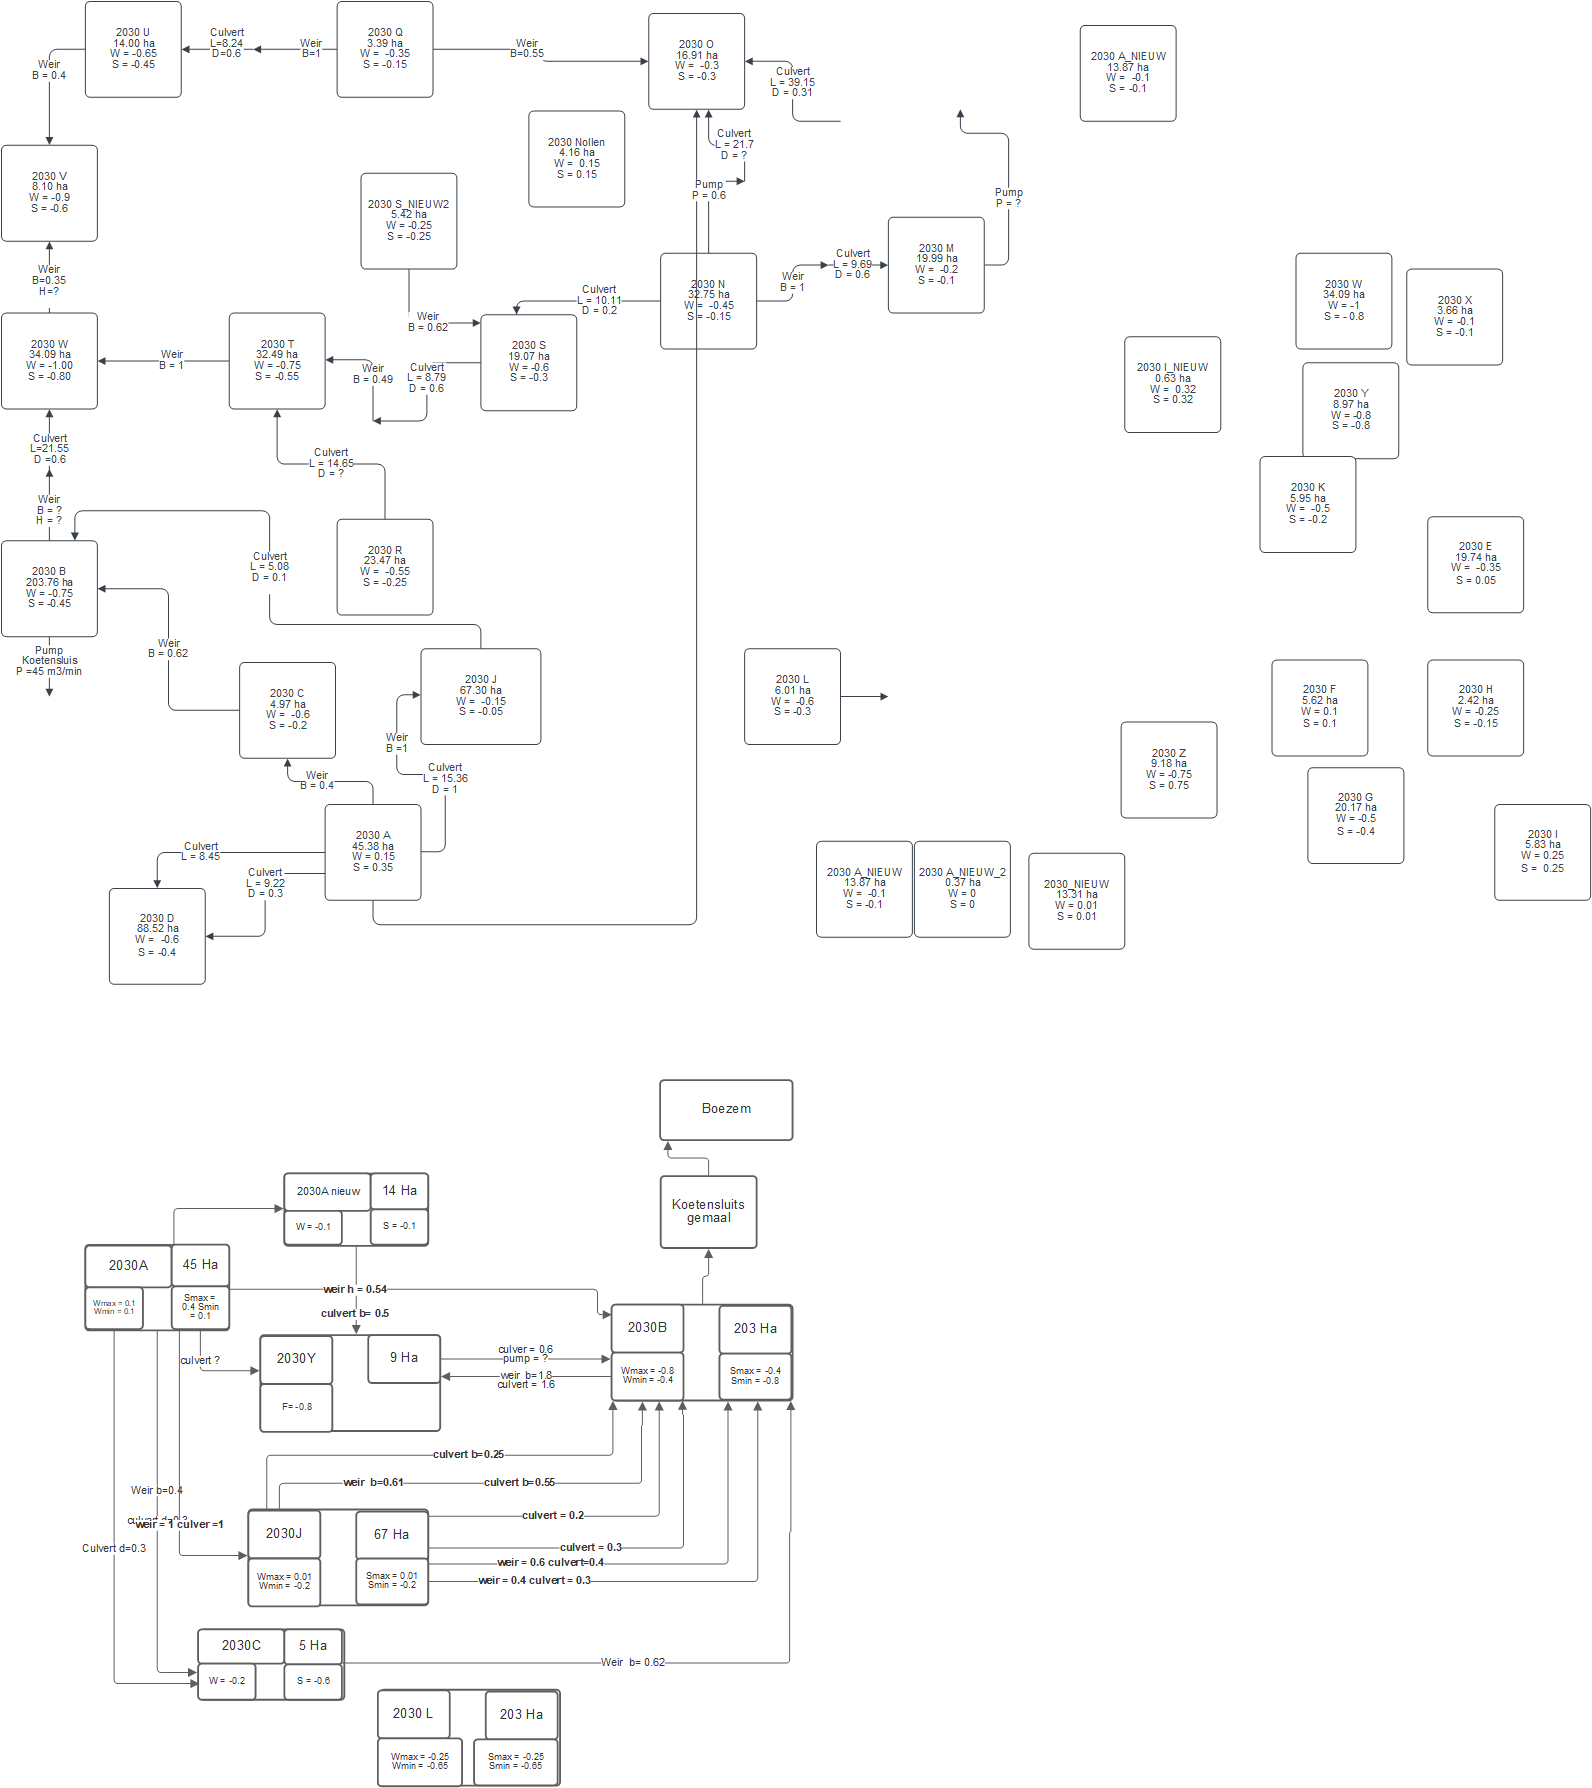 2030 U
14.00 ha
W = -0.65
S = -0.45
Culvert
L=8.24
D=0.6
Weir
B=1
2030 Q
3.39 ha
W = -0.35
S = -0.15
Weir
B=0.55
2030 O
16.91 ha
W = -0.3
S = -0.3
Culvert
L = 39.15
D = 0.31
2030 A_NIEUW
13.87 ha
W = -0.1
S = -0.1
Weir
B = 0.4
2030 Nollen
4.16 ha
W = 0.15
S = 0.15
Culvert
L = 21.7
D = ?
2030 V
8.10 ha
W = -0.9
S = -0.6
2030 S_NIEUW2
5.42 ha
W = -0.25
S = -0.25
Pump
P = 0.6
Pump
P = ?
2030 M
19.99 ha
W = -0.2
S = -0.1
Weir
B=0.35
H=?
Culvert
L = 10.11
D = 0.2
2030 N
32.75 ha
W = -0.45
S = -0.15
Weir
B = 1
Culvert
L = 9.69
D = 0.6
2030 W
34.09 ha
W = -1
S = - 0.8
2030 X
3.66 ha
W = -0.1
S = -0.1
Weir
B = 0.62
2030 W
34.09 ha
W = -1.00
S = -0.80
Weir
B = 1
2030 T
32.49 ha
W = -0.75
S = -0.55
Weir
B = 0.49
Culvert
L = 8.79
D = 0.6
2030 S
19.07 ha
W = -0.6
S = -0.3
2030 I_NIEUW
0.63 ha
W = 0.32
S = 0.32
2030 Y
8.97 ha
W = -0.8
S = -0.8
Culvert
L=21.55
D =0.6
Culvert
L = 14.65
D = ?
2030 K
5.95 ha
W = -0.5
S = -0.2
Weir
B = ?
H = ?
2030 R
23.47 ha
W = -0.55
S = -0.25
2030 E
19.74 ha
W = -0.35
S = 0.05
2030 B
203.76 ha
W = -0.75
S = -0.45
Culvert
L = 5.08
D = 0.1
Pump
Koetensluis
P =45 m3/min
Weir
B = 0.62
2030 C
4.97 ha
W = -0.6
S = -0.2
2030 J
67.30 ha
W = -0.15
S = -0.05
2030 L
6.01 ha
W = -0.6
S = -0.3
2030 F
5.62 ha
W = 0.1
S = 0.1
2030 H
2.42 ha
W = -0.25
S = -0.15
Weir
B =1
2030 Z
9.18 ha
W = -0.75
S = 0.75
Weir
B = 0.4
Culvert
L = 15.36
D = 1
2030 G
20.17 ha
W = -0.5
S = -0.4
2030 A
45.38 ha
W = 0.15
S = 0.35
2030 I
5.83 ha
W = 0.25
S = 0.25
Culvert
L = 8.45
Culvert
L = 9.22
D = 0.3
2030 A_NIEUW
13.87 ha
W = -0.1
S = -0.1
2030 A_NIEUW_2
0.37 ha
W = 0
S = 0
2030_NIEUW
13.31 ha
W = 0.01
S = 0.01
2030 D
88.52 ha
W = -0.6
S = -0.4
Boezem
Koetensluits
gemaal
2030A nieuw
14 Ha
W = -0.1
S = -0.1
2030A
45 Ha
Wmax = 0.1
Wmin = 0.1
Smax =
0.4 Smin
= 0.1
weir h = 0.54
culvert b= 0.5
2030B
203 Ha
Wmax = -0.8
Wmin = -0.4
Smax = -0.4
Smin = -0.8
culvert ?
2030Y
9 Ha
F= -0.8
culver = 0.6
pump = ?
weir b=1.8
culvert = 1.6
culvert b=0.25
weir b=0.61
culvert b=0.55
Weir b=0.4
weir = 1 culver =1
Culvert d=0.3
2030J
67 Ha
Wmax = 0.01
Wmin = -0.2
Smax = 0.01
Smin = -0.2
culvert = 0.2
culvert = 0.3
weir = 0.6 culvert=0.4
weir = 0.4 culvert = 0.3
2030C
5 Ha
W = -0.2
S = -0.6
Weir b= 0.62
2030 L
203 Ha
Wmax = -0.25
Wmin = -0.65
Smax = -0.25
Smin = -0.65